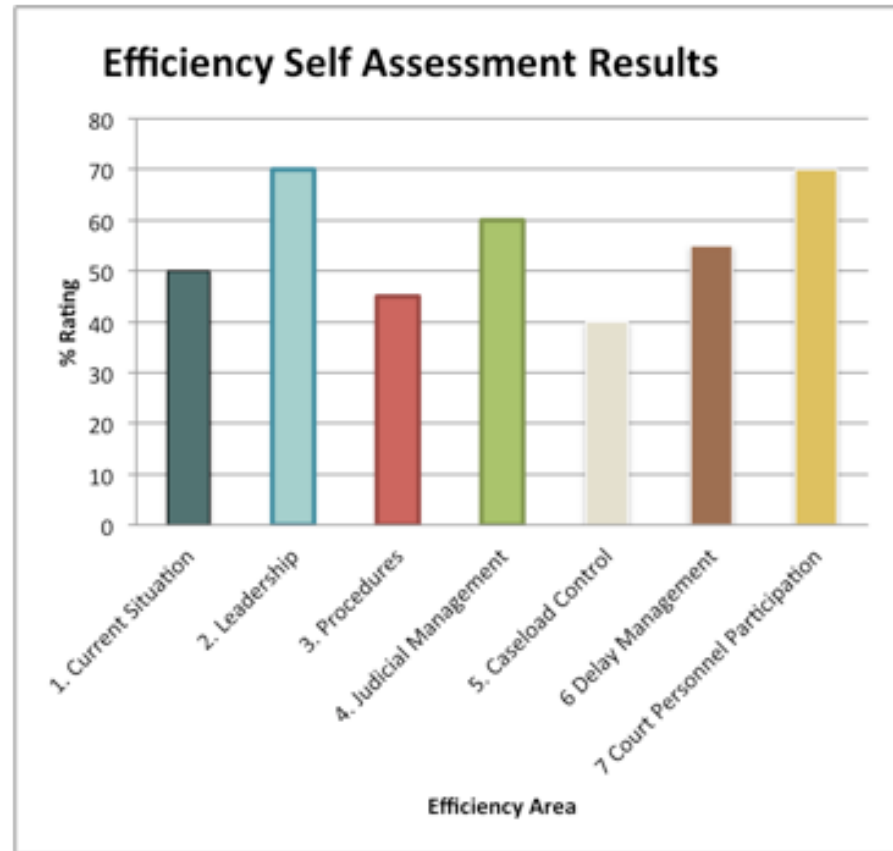 Efficiency Self Assessment Results
80
70
60
50
40
30
20
10
0
% Rating
1. Current Situation
2. Leadership
3. Procedures
4. Judicial Management
5. Caseload Control
6 Delay Management
7 Court Personnel Participation
Efficiency Area